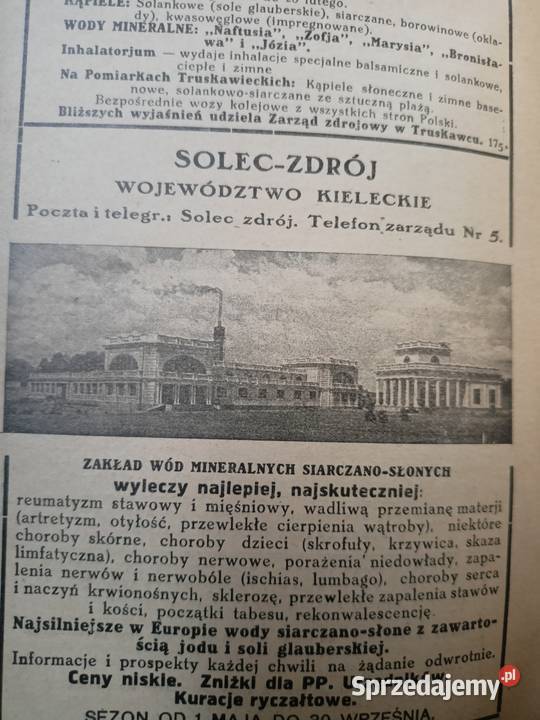 KĄPIELE: Solankowe (sole glauberskie), siarczane, borowinowe (okła-
dy), kwasowęglowe (impregnowane).
WODY MINERALNE: „Naftusia", „Zofja", „Marysia", „Bronisła-
wa" i „Józia".
Inhalatorjum — wydaje inhalacje specjalne balsamiczne i solankowe,
ciepłe i zimne
Na Pomiarkach Truskawieckich: Kąpiele słoneczne i zimne base-
nowe, solankowo-siarczane ze sztuczną plażą.
Bezpośrednie wozy kolejowe z wszystkich stron Polski.
Bliższych wyjaśnień udziela Zarząd zdrojowy w Truskawcu. 175
SOLEC-ZDRÓJ
WOJEWÓDZTWO KIELECKIE
Poczta i telegr.: Solec zdrój. Telefon zarządu Nr 5.
ZAKŁAD WÓD MINERALNYCH SIARCZANO-SŁONYCH
wyleczy najlepiej, najskuteczniej:
reumatyzm stawowy i mięśniowy, wadliwą przemianę materji
(artretyzm, otyłość, przewlekłe cierpienia wątroby), niektóre
choroby skórne, choroby dzieci (skrofuły, krzywica, skaza
limfatyczna), choroby nerwowe, porażenia niedowłady, zapa-
lenia nerwów i nerwobóle (ischias, lumbago), choroby serca
i naczyń krwionośnych, sklerozę, przewlekłe zapalenia stawów
i kości, początki tabesu, rekonwalescencję.
Najsilniejsze w Europie wody siarczano-słone z zawarto-
ścią jodu i soli glauberskiej.
Informacje i prospekty każdej chwili na żądanie odwrotnie.
Ceny niskie. Zniżki dla PP.
Kuracje ryczałtowe.
SEZON OD 1 MAJA DO 30 WRZEŚNIA
Sprzedajemy.pl